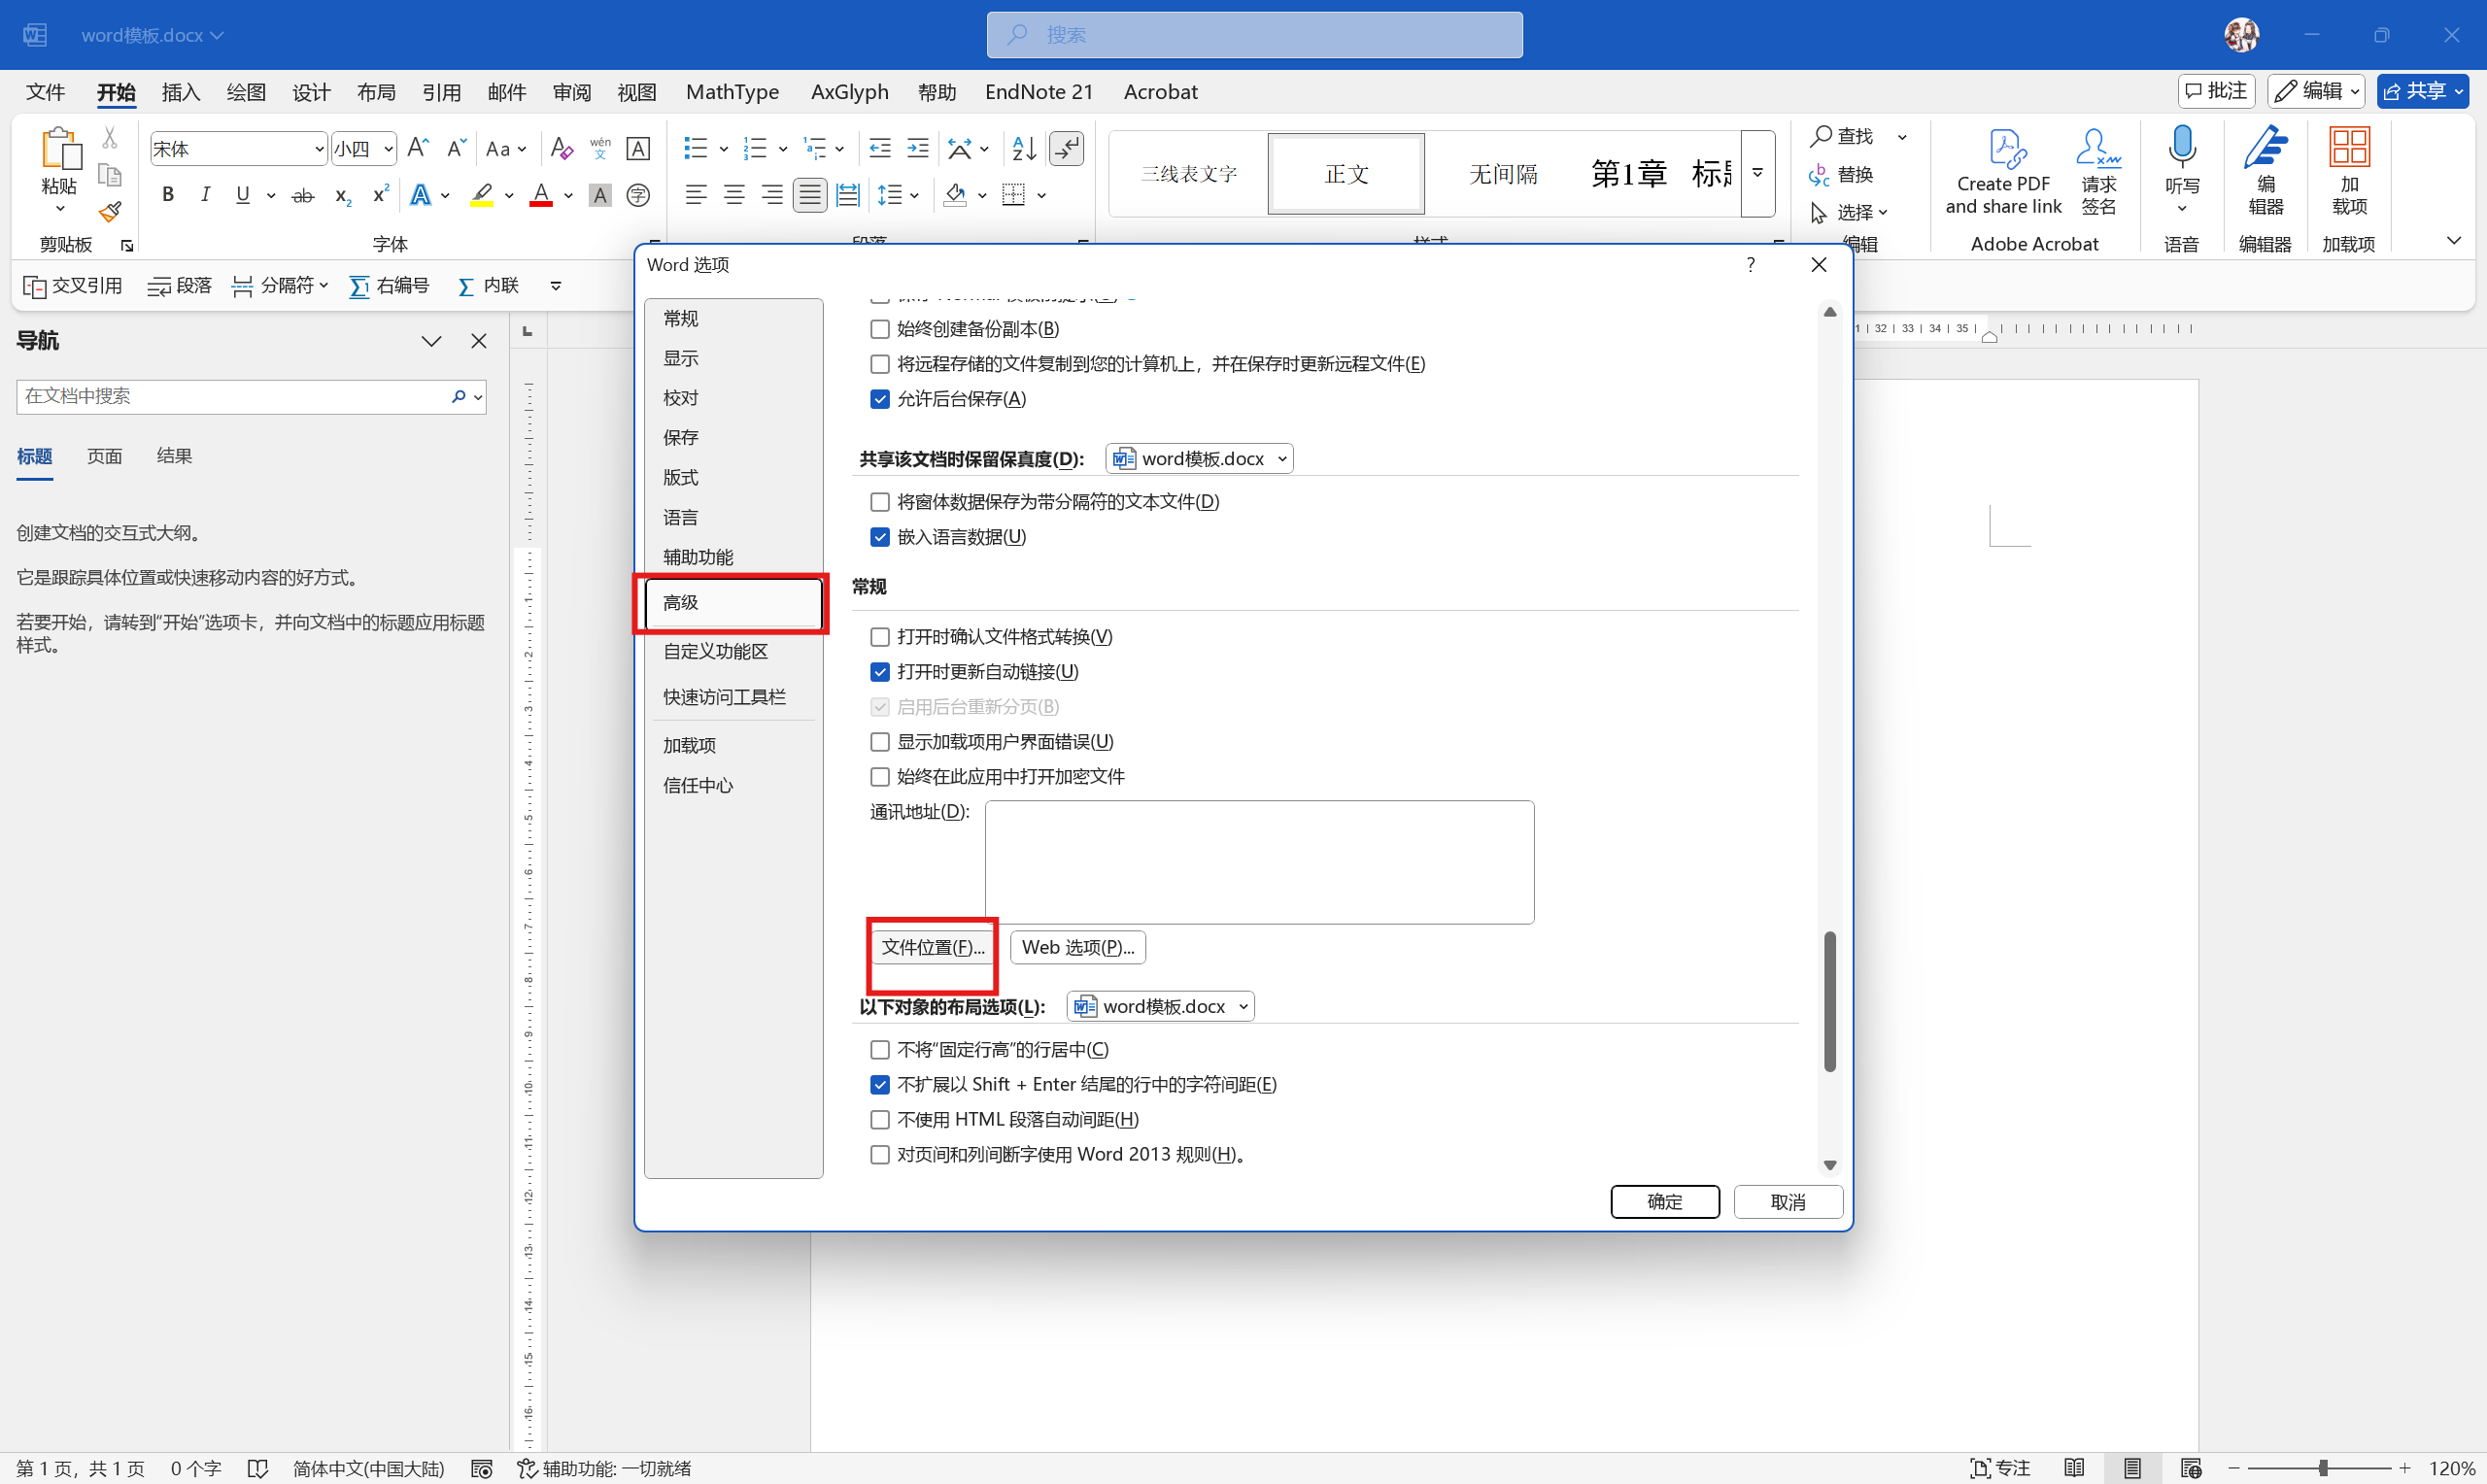 word模板.docx
搜索
文件 开始 插入 绘图 设计 布局 引用 邮件 审阅 视图 MathType AxGlyph 帮助 EndNote 21 Acrobat
批注 编辑 共享
粘贴
剪贴板
宋体 小四
字体
三线表文字 正文 无间隔 第1章
查找
替换
选择
编辑
Create PDF and share link
请求签名
Adobe Acrobat
听写
语音
编辑器
编辑器
加载项
加载项
交叉引用 段落 分隔符 右编号 内联
导航
在文档中搜索
标题 页面 结果
创建文档的交互式大纲。
它是跟踪具体位置或快速移动内容的好方式。
若要开始，请转到"开始"选项卡，并向文档中的标题应用标题
样式。
Word 选项
常规
显示
校对
保存
版式
语言
辅助功能
高级
自定义功能区
快速访问工具栏
加载项
信任中心
始终创建备份副本(B)
将远程存储的文件复制到您的计算机上，并在保存时更新远程文件(E)
允许后台保存(A)
共享该文档时保留保真度(D): word模板.docx
将窗体数据保存为带分隔符的文本文件(D)
嵌入语言数据(U)
常规
打开时确认文件格式转换(V)
打开时更新自动链接(U)
启用后台重新分页(B)
显示加载项用户界面错误(U)
始终在此应用中打开加密文件
通讯地址(D):
文件位置(F)... Web 选项(P)...
以下对象的布局选项(L): word模板.docx
不将"固定行高"的行居中(C)
不扩展以 Shift + Enter 结尾的行中的字符间距(E)
不使用 HTML 段落自动间距(H)
对页间和列间断字使用 Word 2013 规则(H)。
确定 取消
第 1 页，共 1 页 0 个字 简体中文(中国大陆) 辅助功能: 一切就绪
专注 120%